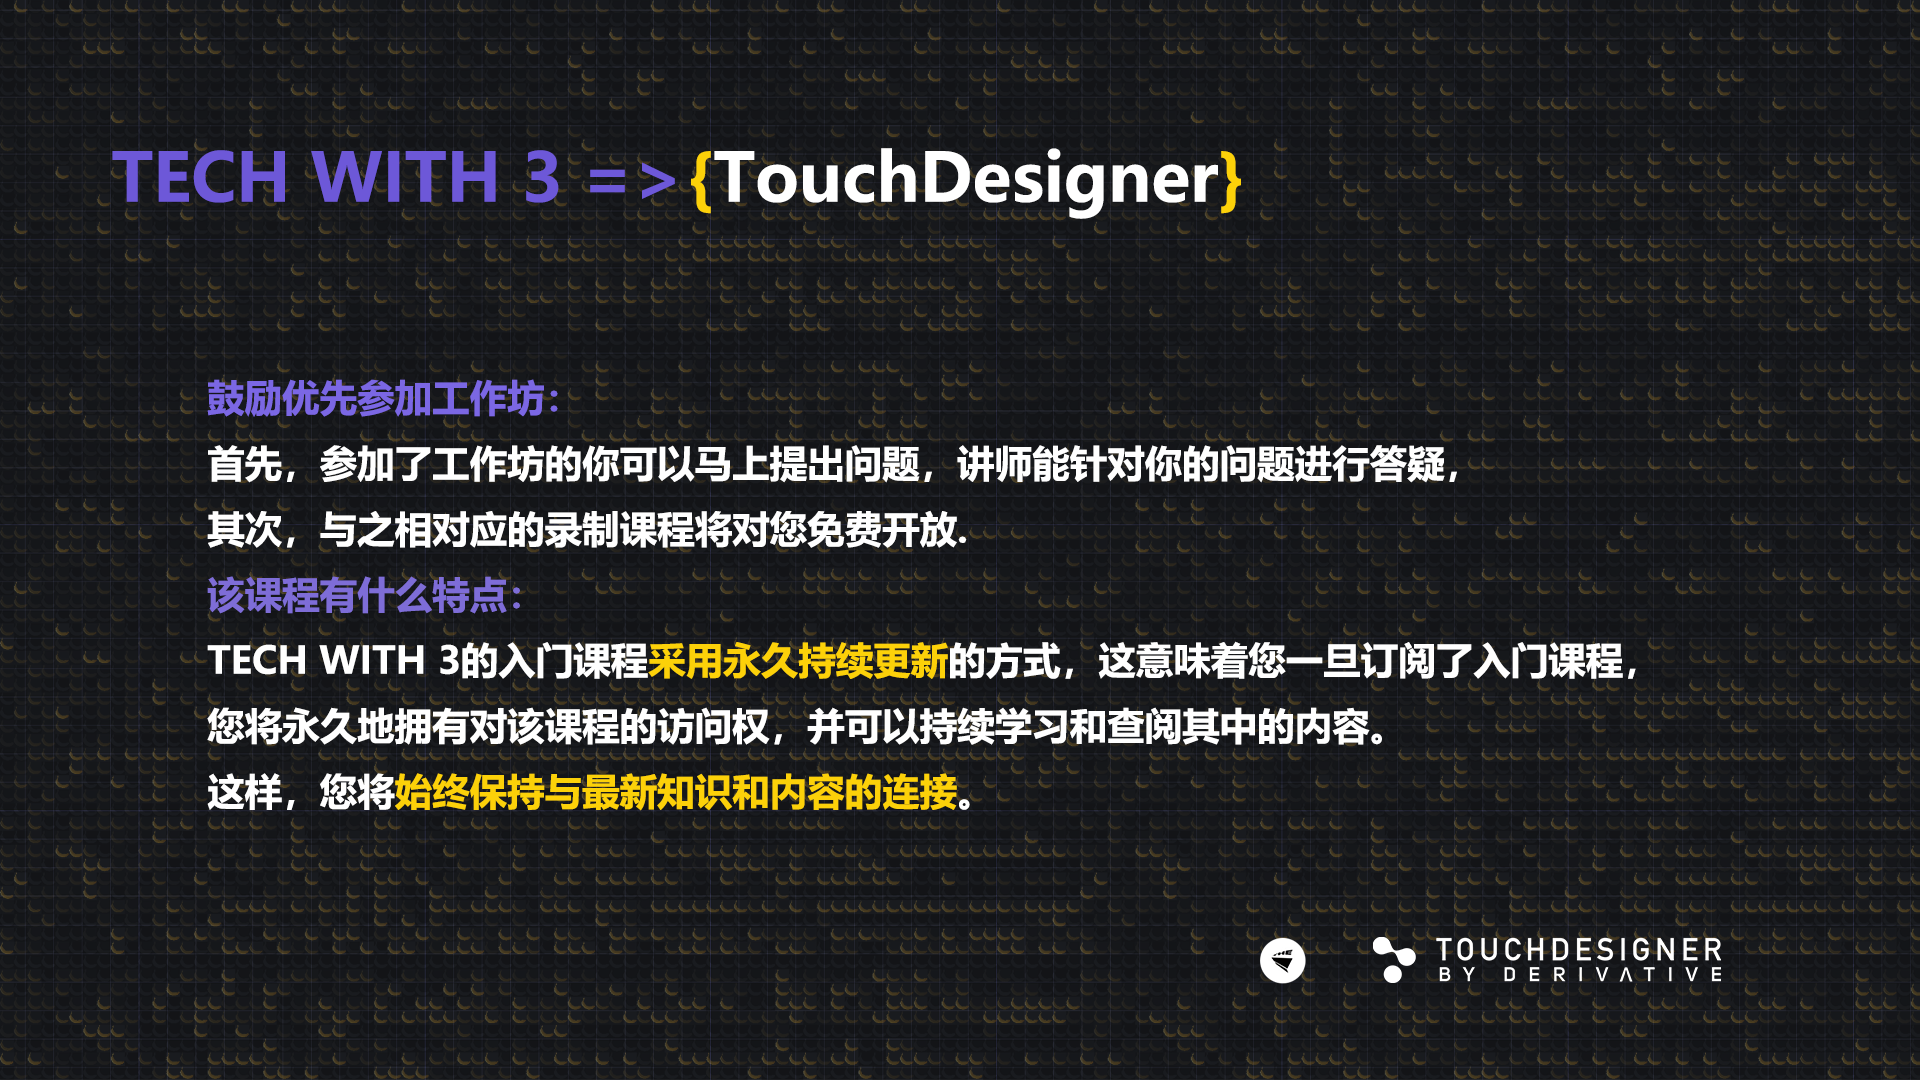 TECH WITH 3 =>{TouchDesigner}
鼓励优先参加工作坊：
首先，参加了工作坊的你可以马上提出问题，讲师能针对你的问题进行答疑，
其次，与之相对应的录制课程将对您免费开放.
该课程有什么特点：
TECH WITH 3的入门课程采用永久持续更新的方式，这意味着您一旦订阅了入门课程，
您将永久地拥有对该课程的访问权，并可以持续学习和查阅其中的内容。
这样，您将始终保持与最新知识和内容的连接。
TOUCHDESIGNER
BY DERIVATIVE